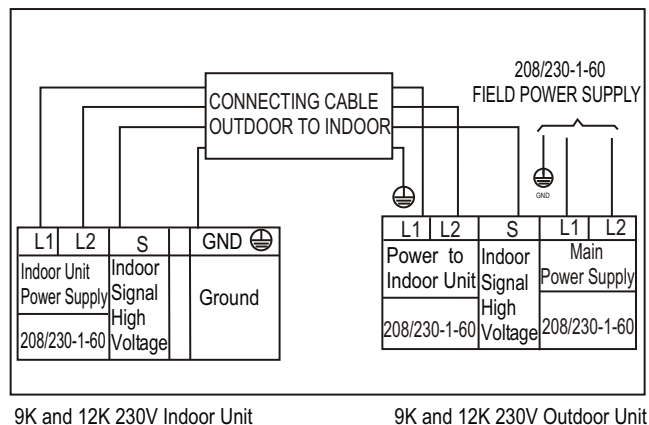 208/230-1-60
FIELD POWER SUPPLY
CONNECTING CABLE
OUTDOOR TO INDOOR
GND
L1 L2 S GND
Indoor Unit
Power Supply
208/230-1-60
Indoor
Signal
High
Voltage
Ground
L1 L2 S L1 L2
Power to
Indoor Unit
208/230-1-60
Indoor
Signal
High
Voltage
Main
Power Supply
208/230-1-60
9K and 12K 230V Indoor Unit
9K and 12K 230V Outdoor Unit